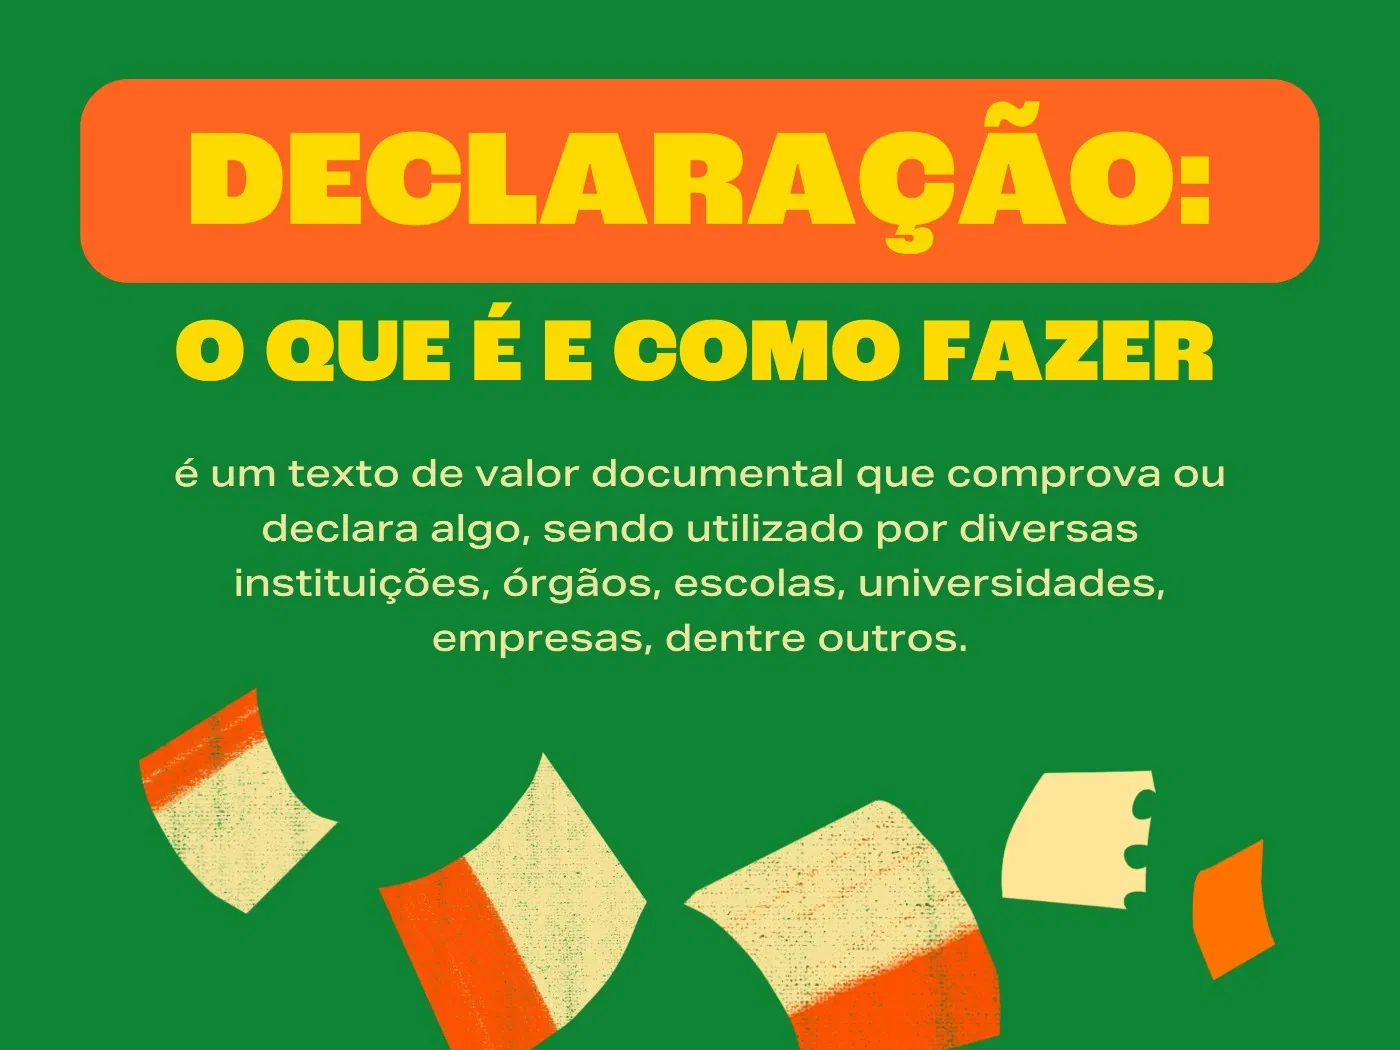 DECLARAÇÃO:
O QUE É E COMO FAZER
é um texto de valor documental que comprova ou
declara algo, sendo utilizado por diversas
instituições, órgãos, escolas, universidades,
empresas, dentre outros.